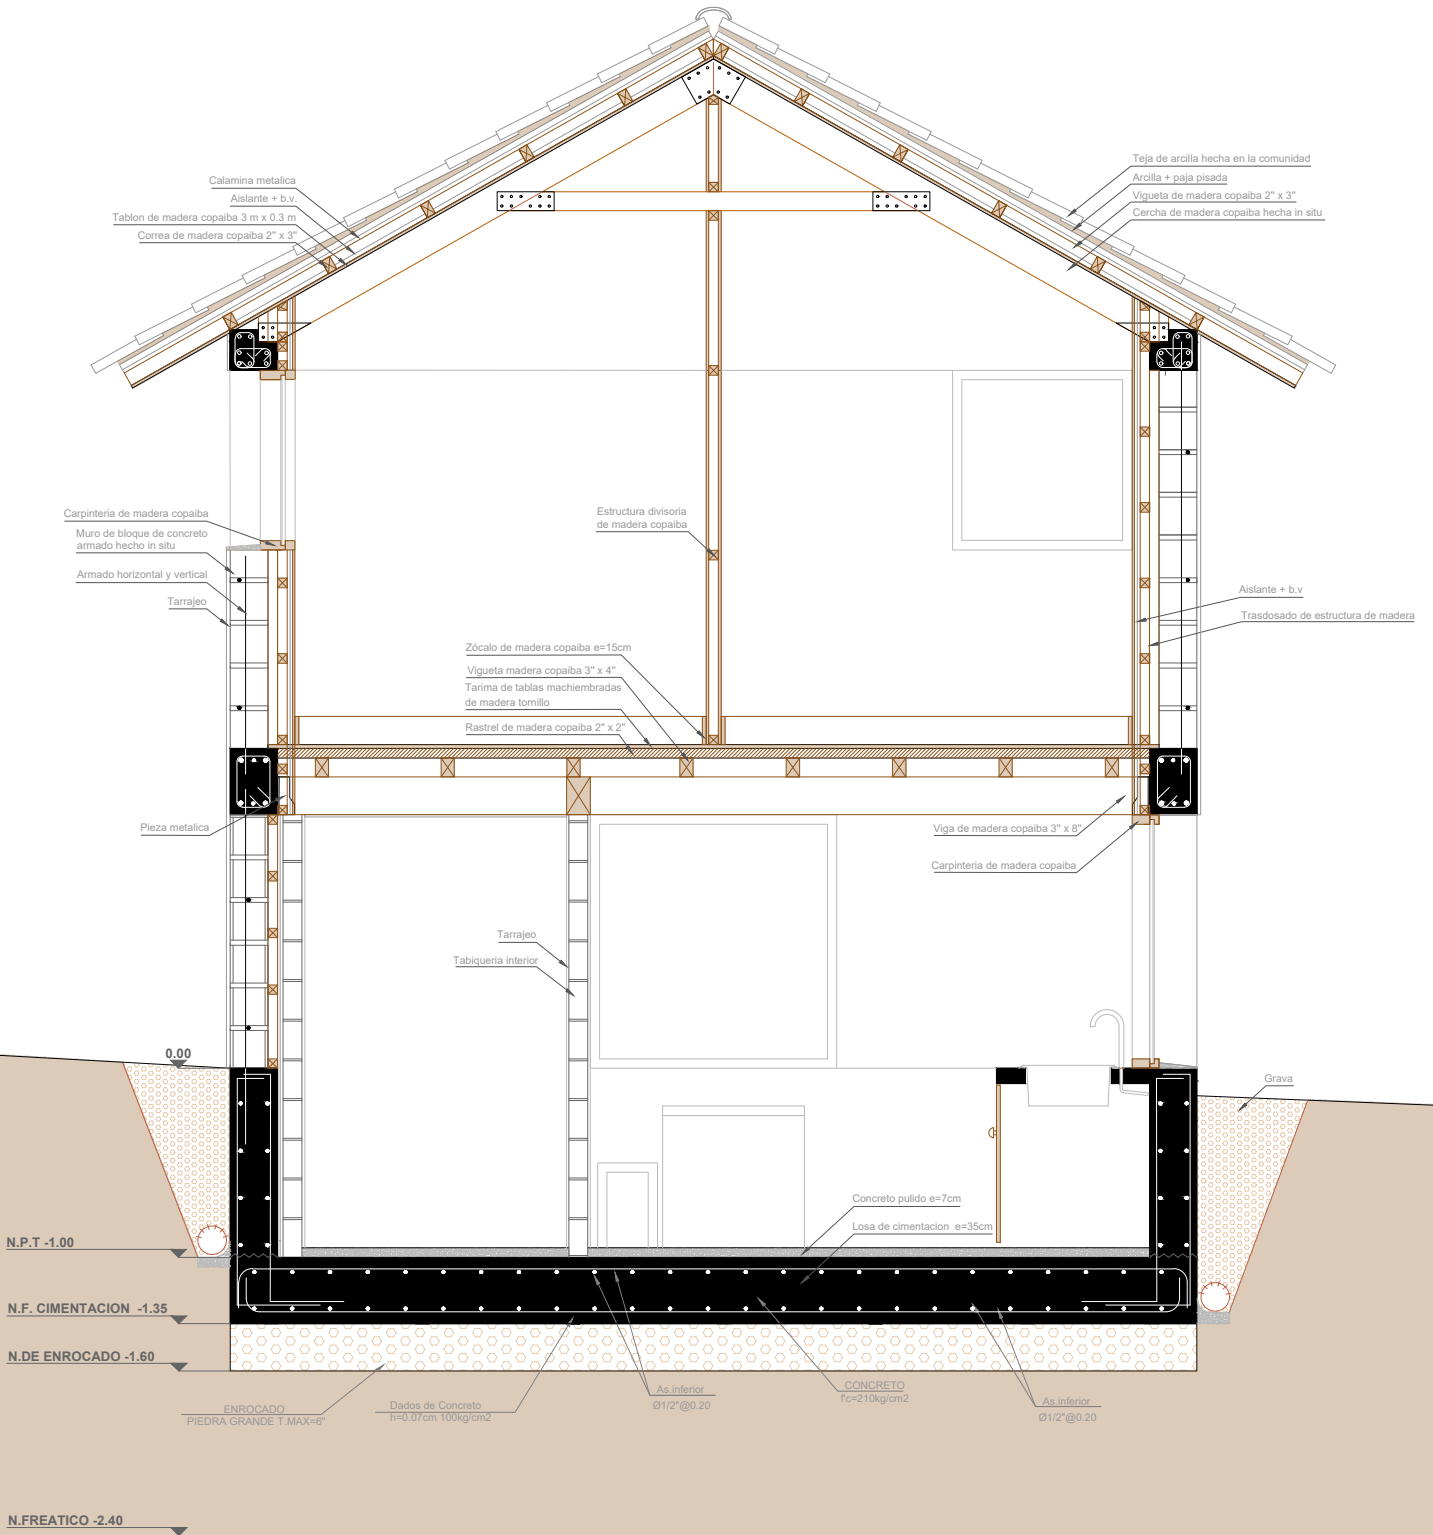 Teja de arcilla hecha en la comunidad
Arcilla + paja pisada
Vigueta de madera copaiba 2" x 3"
Cercha de madera copaiba hecha in situ
Calamina metalica
Aislante + b.v.
Tablon de madera copaiba 3 m x 0.3 m
Correa de madera copaiba 2" x 3"
Carpinteria de madera copaiba
Muro de bloque de concreto
armado hecho in situ
Armado horizontal y vertical
Tarrajeo
Estructura divisoria
de madera copaiba
Aislante + b.v
Trasdosado de estructura de madera
Zócalo de madera copaiba e=15cm
Vigueta madera copaiba 3" x 4"
Tarima de tablas machiembradas
de madera tornillo
Rastrel de madera copaiba 2" x 2"
Pieza metalica
Viga de madera copaiba 3" x 8"
Carpinteria de madera copaiba
Tarrajeo
Tabiqueria interior
0.00
Grava
Concreto pulido e=7cm
Losa de cimentacion e=35cm
N.P.T -1.00
N.F. CIMENTACION -1.35
N.DE ENROCADO -1.60
ENROCADO
PIEDRA GRANDE T.MAX=6"
Dados de Concreto
h=0.07cm 100kg/cm2
As.inferior
Ø1/2"@0.20
CONCRETO
f'c=210kg/cm2
As.inferior
Ø1/2"@0.20
N.FREATICO -2.40